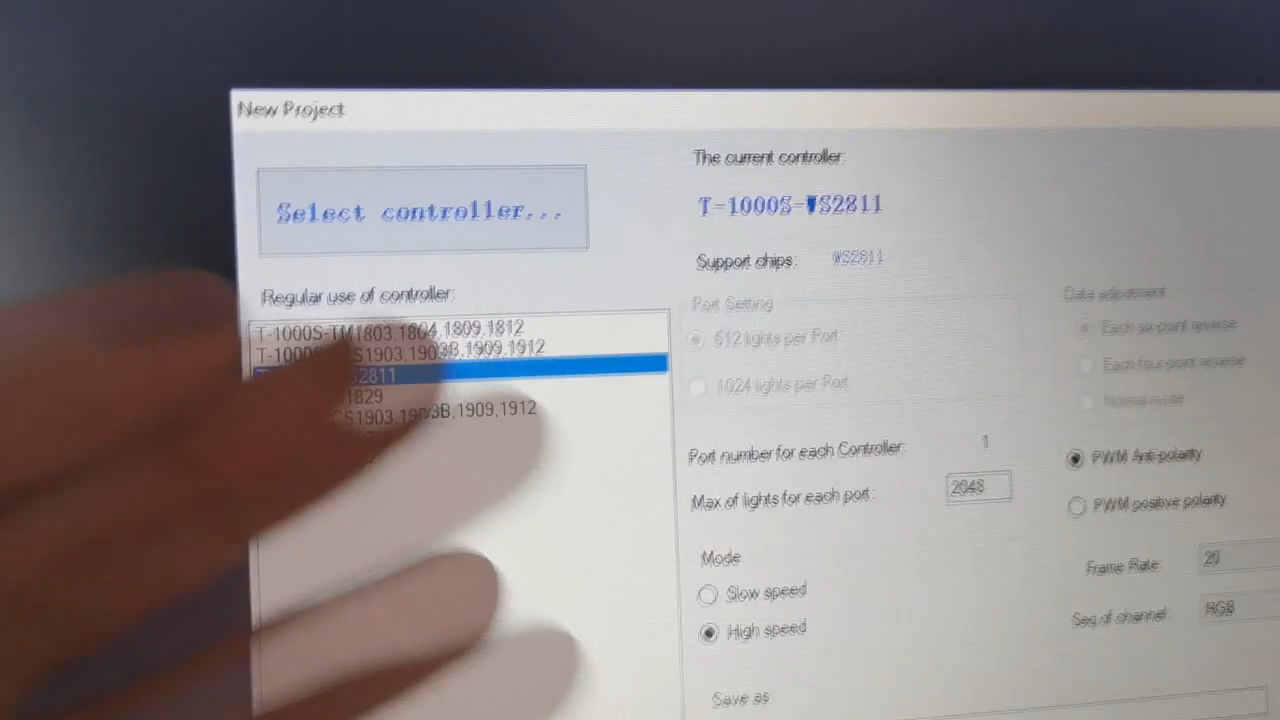 New Project
Select controller...
Regular use of controller:
T-1000S-TM1803,1804,1809,1812
1903,1903B,1909,1912
2811
1829
CS1903,1903B,1909,1912
The current controller:
T-1000S-WS2811
Support chips: WS2811
Port Setting
512 lights per Port
1024 lights per Port
Data adjustment
Each six point reverse
Each four point reverse
Normal mode
Port number for each Controller: 1
Max of lights for each port: 2048
PWM Anti-polarity
PWM positive polarity
Mode
Slow speed
High speed
Frame Rate 20
Seq of channel: RGB
Save as